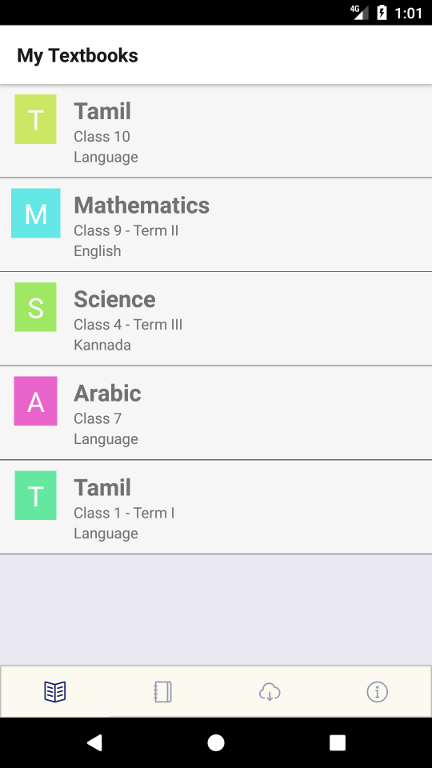 4G 1:01
My Textbooks
T Tamil
Class 10
Language
M Mathematics
Class 9 - Term II
English
S Science
Class 4 - Term III
Kannada
A Arabic
Class 7
Language
T Tamil
Class 1 - Term I
Language